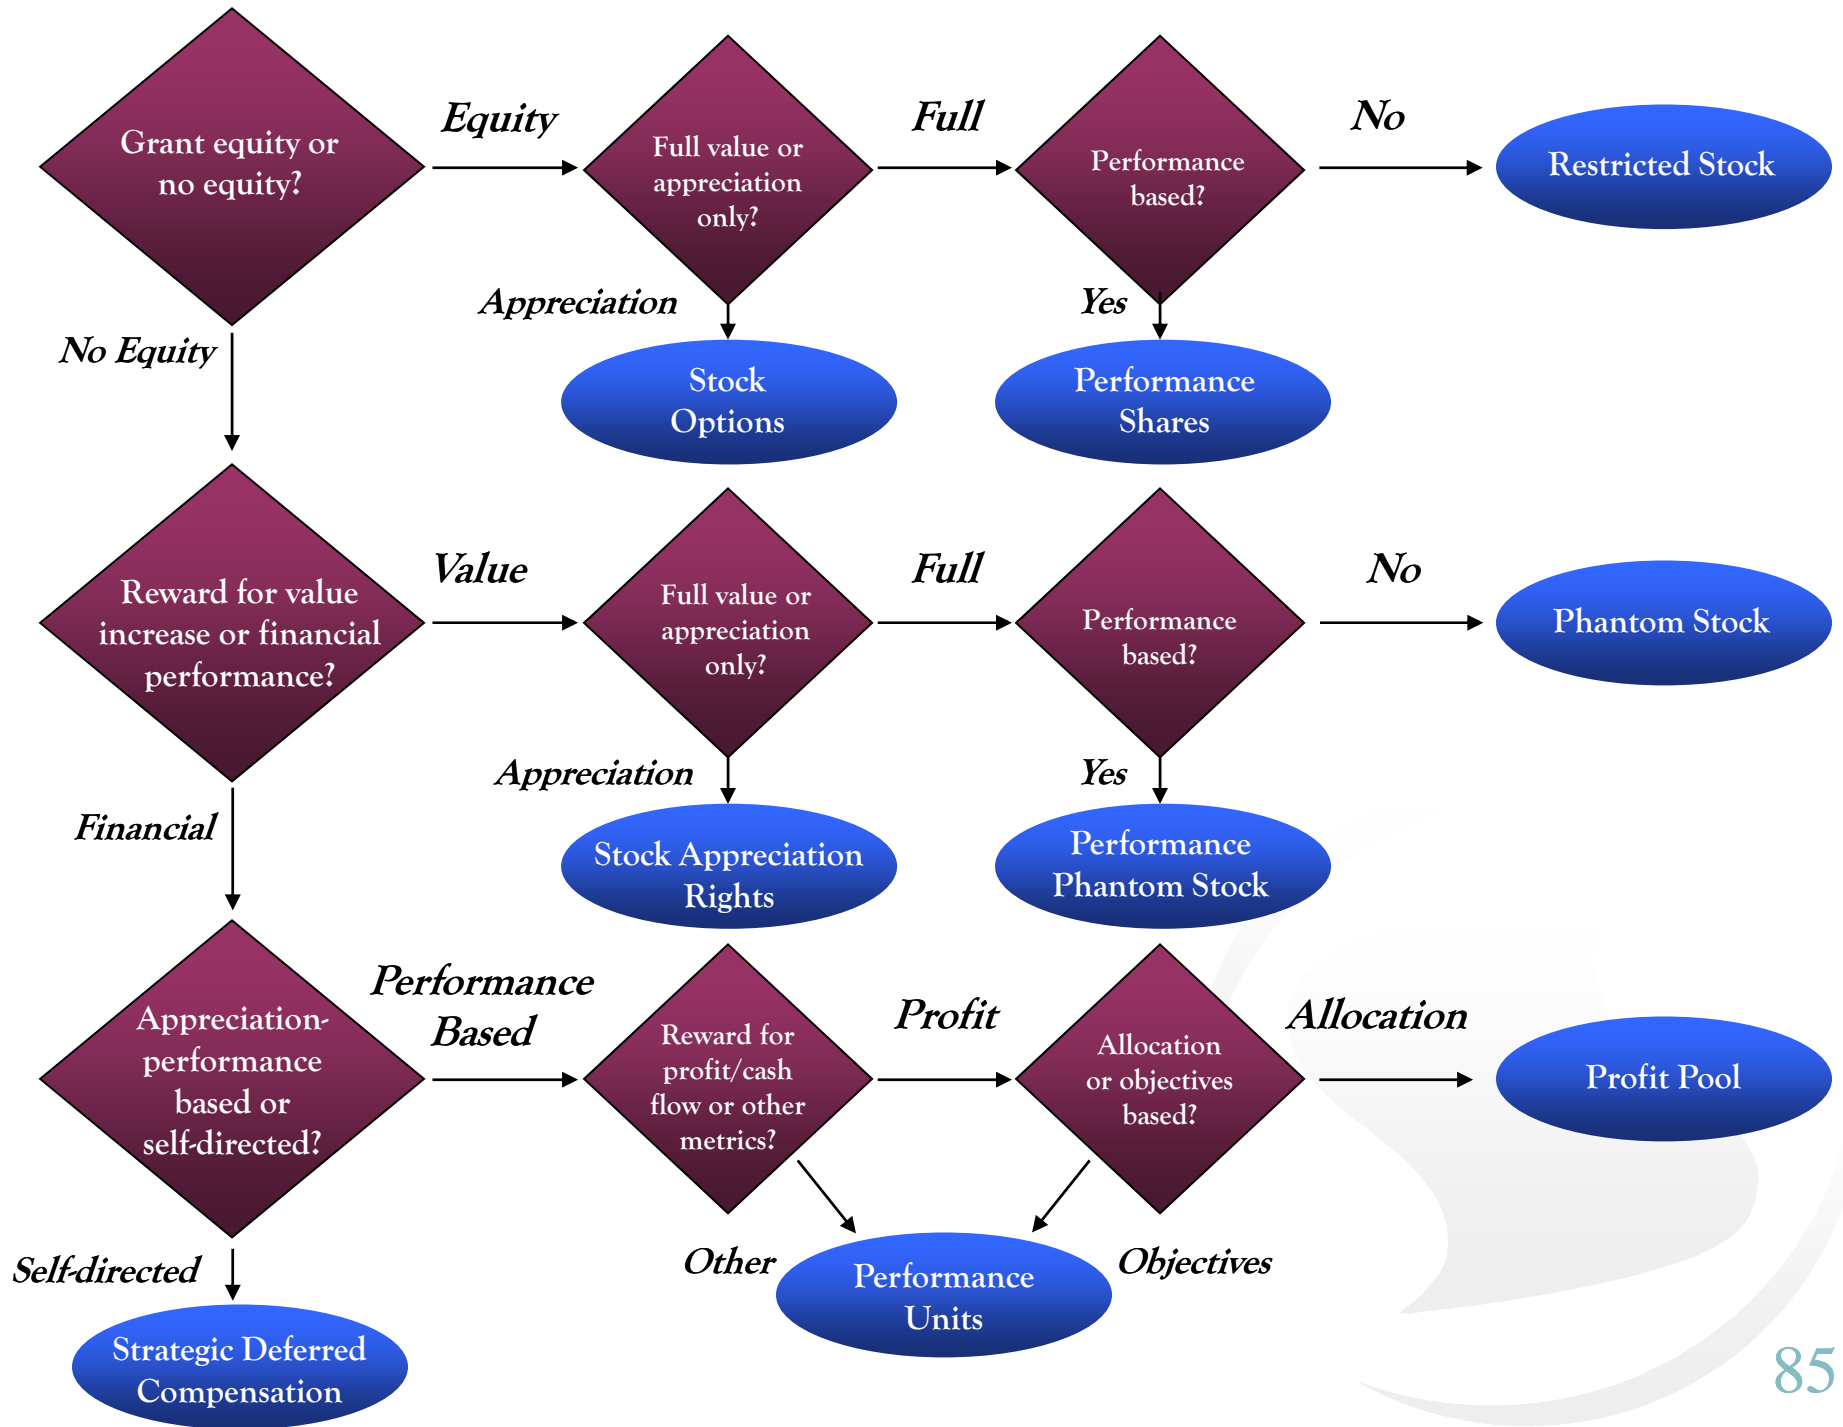 Grant equity or
no equity?
Equity
Full value or
appreciation
only?
Full
Performance
based?
No
Restricted Stock
Appreciation
Yes
No Equity
Stock
Options
Performance
Shares
Reward for value
increase or financial
performance?
Value
Full value or
appreciation
only?
Full
Performance
based?
No
Phantom Stock
Appreciation
Yes
Financial
Stock Appreciation
Rights
Performance
Phantom Stock
Appreciation-
performance
based or
self-directed?
Performance
Based
Reward for
profit/cash
flow or other
metrics?
Profit
Allocation
or objectives
based?
Allocation
Profit Pool
Self-directed
Other
Objectives
Performance
Units
Strategic Deferred
Compensation
85